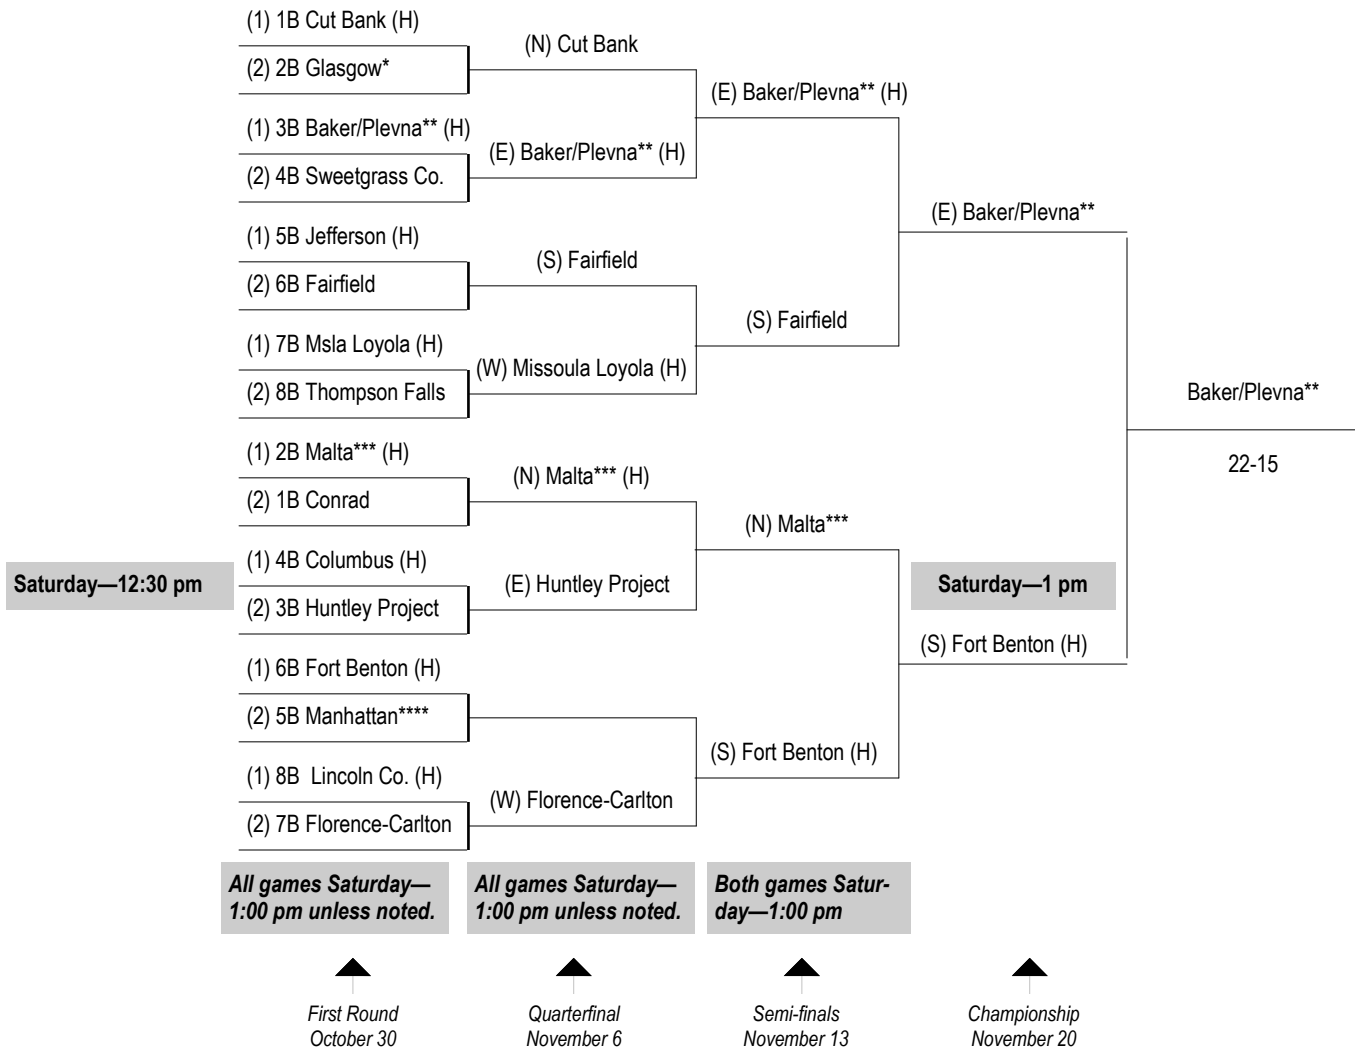 (1) 1B Cut Bank (H)
(2) 2B Glasgow*
(1) 3B Baker/Plevna** (H)
(2) 4B Sweetgrass Co.
(1) 5B Jefferson (H)
(2) 6B Fairfield
(1) 7B Msla Loyola (H)
(2) 8B Thompson Falls
(1) 2B Malta*** (H)
(2) 1B Conrad
(1) 4B Columbus (H)
Saturday—12:30 pm
(2) 3B Huntley Project
(1) 6B Fort Benton (H)
(2) 5B Manhattan****
(1) 8B  Lincoln Co. (H)
(2) 7B Florence-Carlton
(N) Cut Bank
(E) Baker/Plevna** (H)
(S) Fairfield
(W) Missoula Loyola (H)
(N) Malta*** (H)
(E) Huntley Project
(W) Florence-Carlton
(E) Baker/Plevna** (H)
(S) Fairfield
(N) Malta***
(S) Fort Benton (H)
(E) Baker/Plevna**
Saturday—1 pm
(S) Fort Benton (H)
Baker/Plevna**
22-15
All games Saturday—
1:00 pm unless noted.
All games Saturday—
1:00 pm unless noted.
Both games Satur-
day—1:00 pm
First Round
October 30
Quarterfinal
November 6
Semi-finals
November 13
Championship
November 20